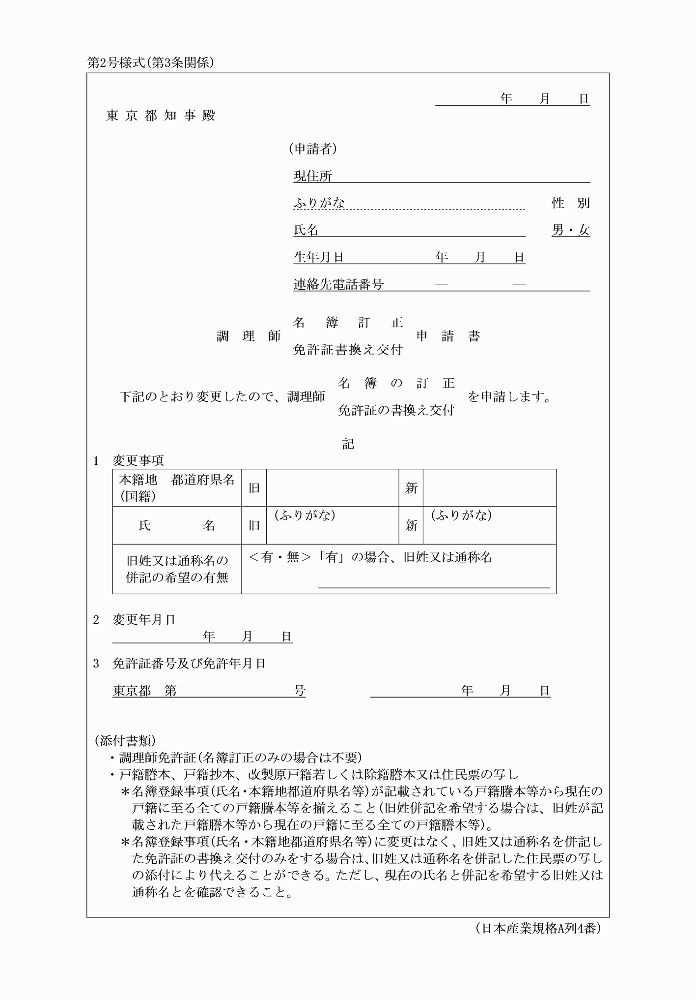 第2号様式（第3条関係）
年　月　日
東京都知事殿
（申請者）
現住所
ふりがな　性　別
氏名　男・女
生年月日　年　月　日
連絡先電話番号　―　―
名簿訂正
調理師　申請書
免許証書換え交付
名簿の訂正
下記のとおり変更したので、調理師　を申請します。
免許証の書換え交付
記
1　変更事項
本籍地　都道府県名　旧　新
（国籍）
氏　名　旧　（ふりがな）　新　（ふりがな）
旧姓又は通称名の　＜有・無＞「有」の場合、旧姓又は通称名
併記の希望の有無
2　変更年月日
年　月　日
3　免許証番号及び免許年月日
東京都　第　号　年　月　日
（添付書類）
・調理師免許証（名簿訂正のみの場合は不要）
・戸籍謄本、戸籍抄本、改製原戸籍若しくは除籍謄本又は住民票の写し
＊名簿登録事項（氏名・本籍地都道府県名等）が記載されている戸籍謄本等から現在の
戸籍に至る全ての戸籍謄本等を揃えること（旧姓併記を希望する場合は、旧姓が記
載された戸籍謄本等から現在の戸籍に至る全ての戸籍謄本等）。
＊名簿登録事項（氏名・本籍地都道府県名等）に変更はなく、旧姓又は通称名を併記し
た免許証の書換え交付のみをする場合は、旧姓又は通称名を併記した住民票の写し
の添付により代えることができる。ただし、現在の氏名と併記を希望する旧姓又は
通称名とを確認できること。
（日本産業規格A列4番）